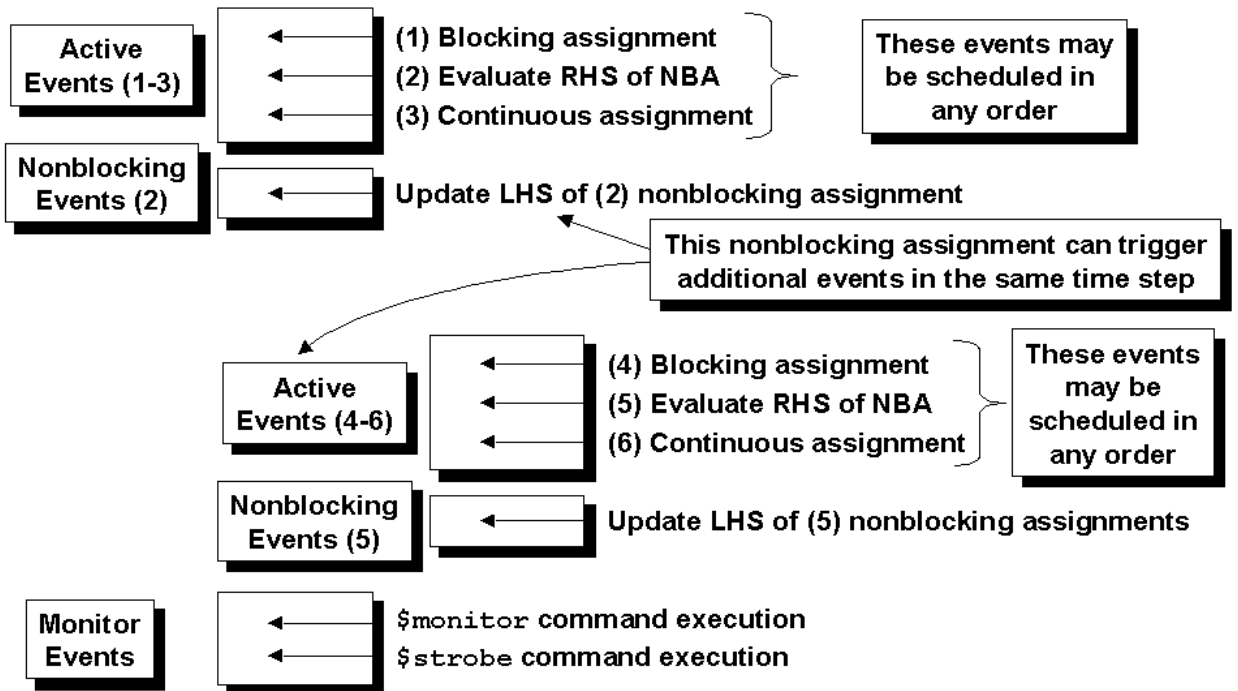 Active
Events (1-3)
(1) Blocking assignment
(2) Evaluate RHS of NBA
(3) Continuous assignment
These events may
be scheduled in
any order
Nonblocking
Events (2)
Update LHS of (2) nonblocking assignment
This nonblocking assignment can trigger
additional events in the same time step
Active
Events (4-6)
(4) Blocking assignment
(5) Evaluate RHS of NBA
(6) Continuous assignment
These events
may be
scheduled in
any order
Nonblocking
Events (5)
Update LHS of (5) nonblocking assignments
Monitor
Events
$monitor command execution
$strobe command execution